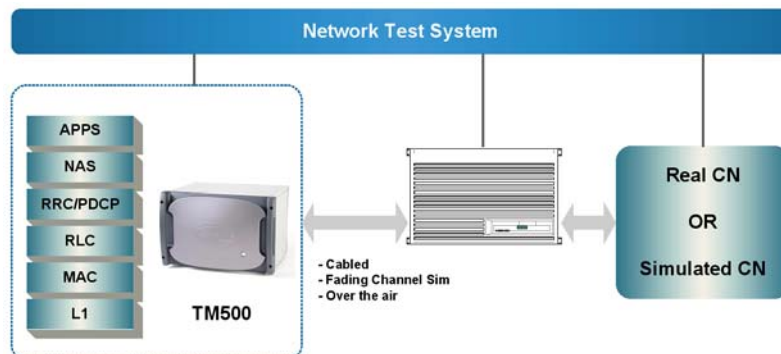 Network Test System
APPS
NAS
RRC/PDCP
RLC
MAC
L1
TM500
- Cabled
- Fading Channel Sim
- Over the air
Real CN
OR
Simulated CN